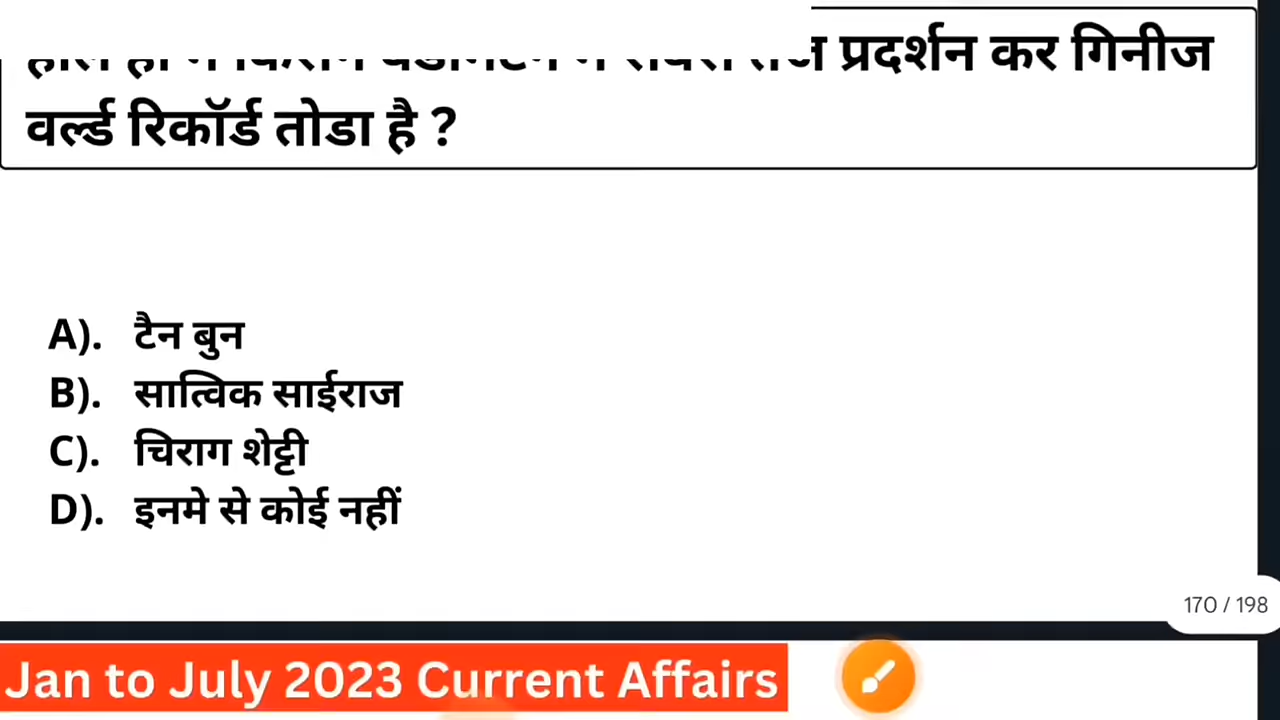 प्रदर्शन कर गिनीज
वर्ल्ड रिकॉर्ड तोडा है ?
A). टैन बुन
B). सात्विक साईराज
C). चिराग शेट्टी
D). इनमे से कोई नहीं
170 / 198
Jan to July 2023 Current Affairs